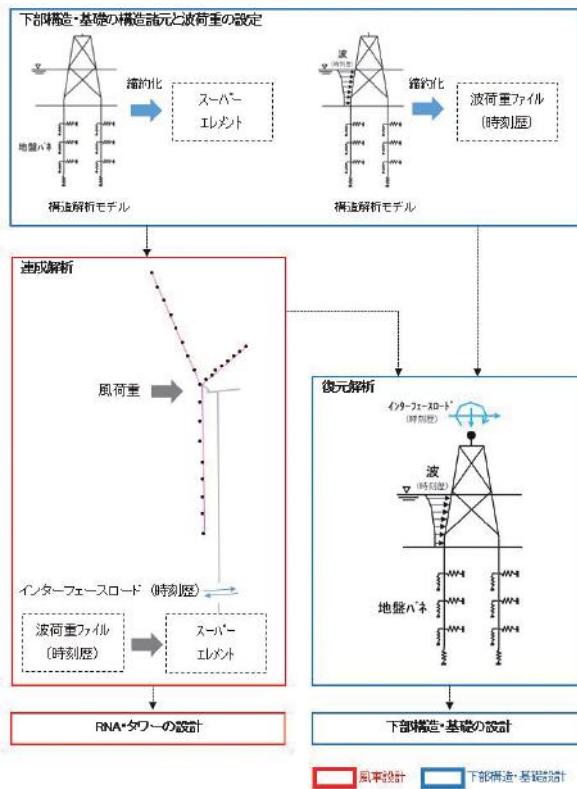 下部構造・基礎の構造諸元と波荷重の設定
縮約化
スーパー
エレメント
地盤バネ
構造解析モデル
波
(時刻歴)
縮約化
波荷重ファイル
(時刻歴)
構造解析モデル
連成解析
風荷重
インターフェースロード (時刻歴)
波荷重ファイル
(時刻歴)
スーパー
エレメント
RNA・タワーの設計
復元解析
インターフェースロード
(時刻歴)
波
(時刻歴)
地盤バネ
下部構造・基礎の設計
風車設計
下部構造・基礎設計